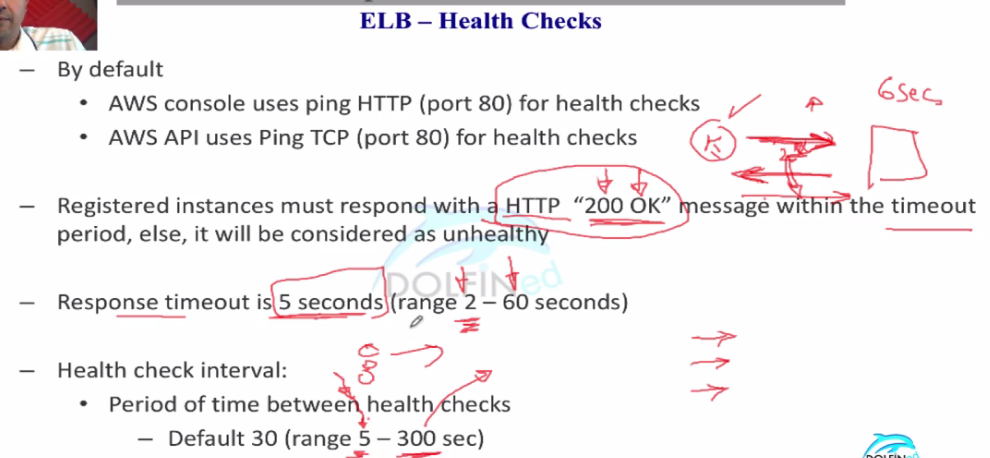 ELB – Health Checks
– By default
• AWS console uses ping HTTP (port 80) for health checks
• AWS API uses Ping TCP (port 80) for health checks
6 Sec
– Registered instances must respond with a HTTP “200 OK” message within the timeout
period, else, it will be considered as unhealthy
DOLFINed
– Response timeout is 5 seconds (range 2 – 60 seconds)
– Health check interval:
• Period of time between health checks
– Default 30 (range 5 – 300 sec)
DOLFINed